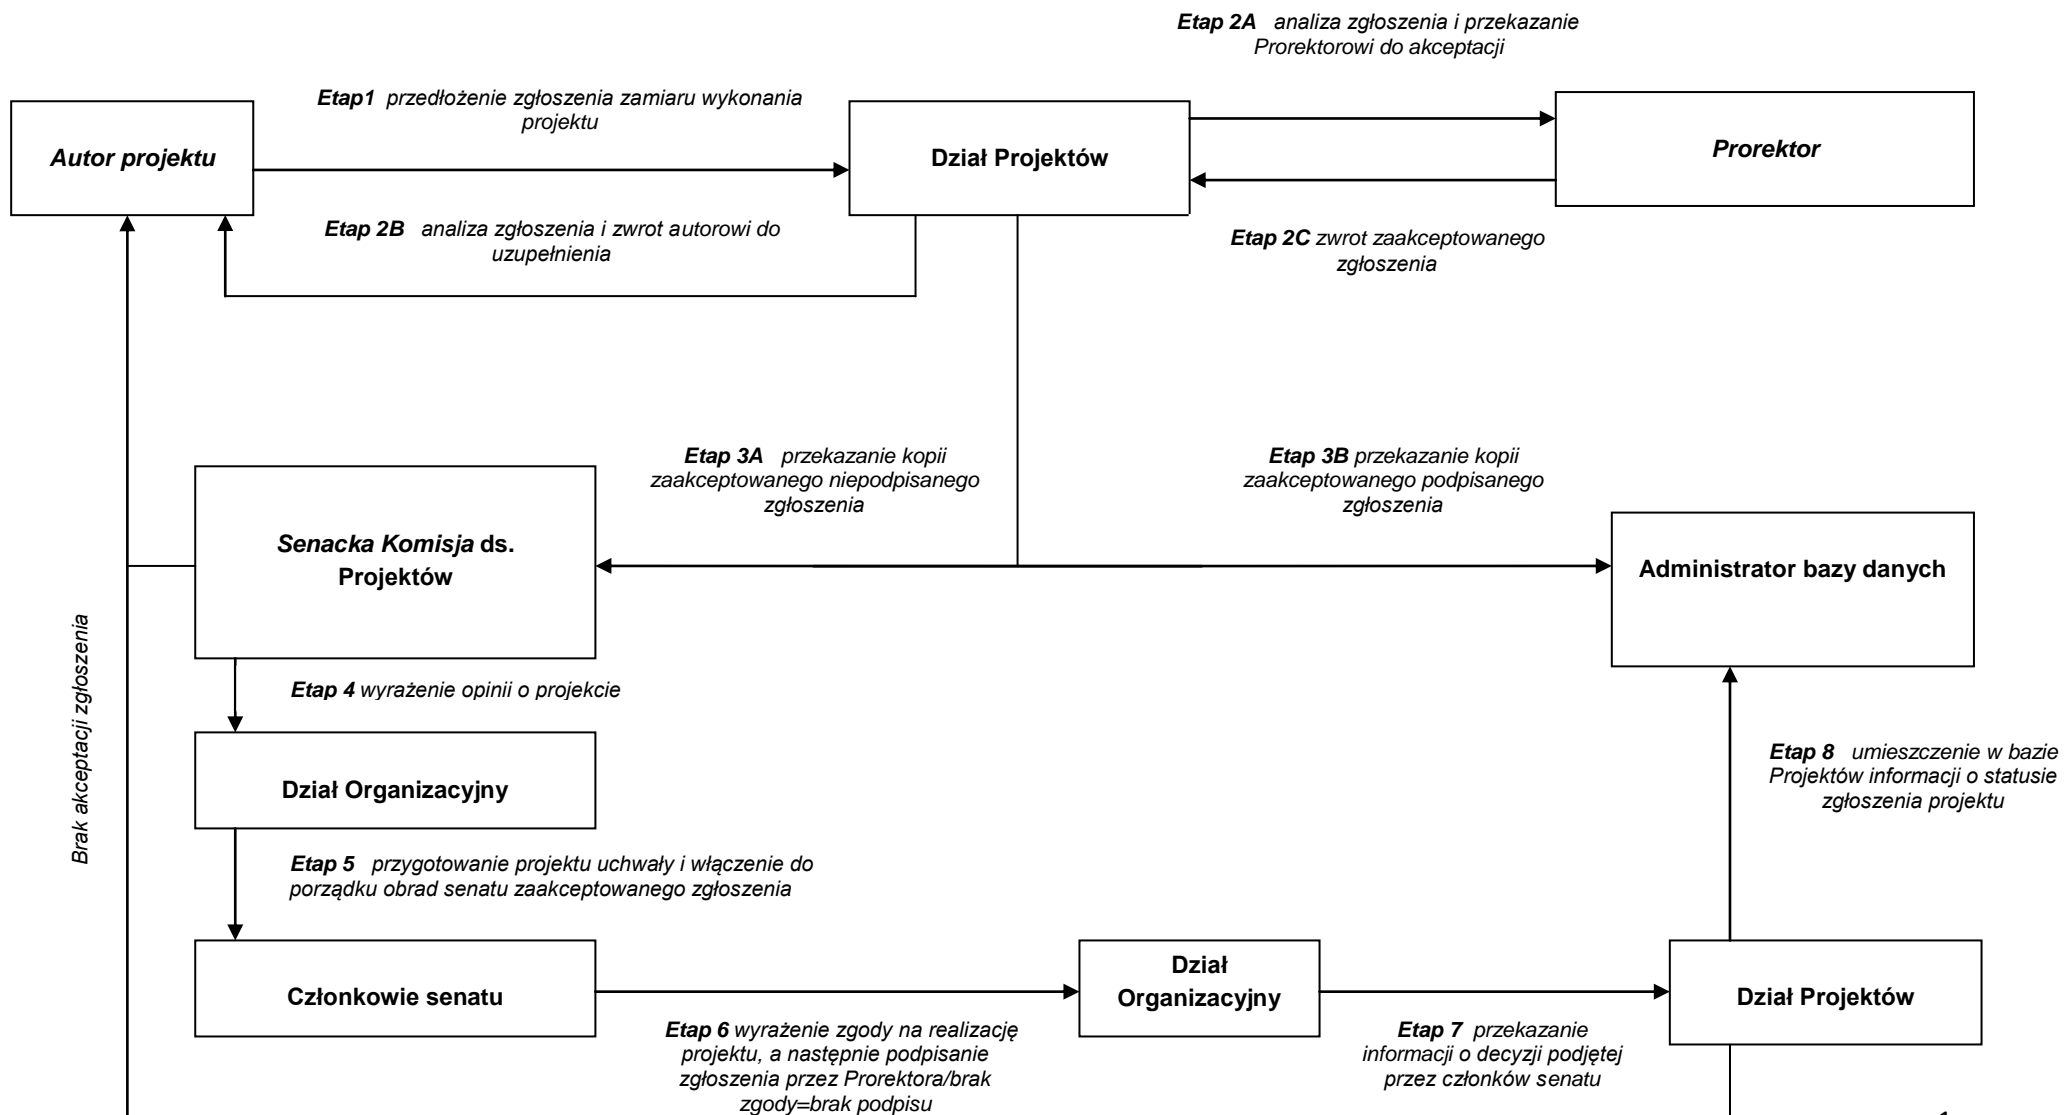 Etap 2A analiza zgłoszenia i przekazanie
Prorektorowi do akceptacji
Etap1 przedłożenie zgłoszenia zamiaru wykonania
projektu
Autor projektu
Dział Projektów
Prorektor
Etap 2B analiza zgłoszenia i zwrot autorowi do
uzupełnienia
Etap 2C zwrot zaakceptowanego
zgłoszenia
Etap 3A przekazanie kopii
zaakceptowanego niepodpisanego
zgłoszenia
Etap 3B przekazanie kopii
zaakceptowanego podpisanego
zgłoszenia
Senacka Komisja ds.
Projektów
Administrator bazy danych
Brak akceptacji zgłoszenia
Etap 4 wyrażenie opinii o projekcie
Dział Organizacyjny
Etap 8 umieszczenie w bazie
Projektów informacji o statusie
zgłoszenia projektu
Etap 5 przygotowanie projektu uchwały i włączenie do
porządku obrad senatu zaakceptowanego zgłoszenia
Członkowie senatu
Dział
Organizacyjny
Dział Projektów
Etap 6 wyrażenie zgody na realizację
projektu, a następnie podpisanie
zgłoszenia przez Prorektora/brak
zgody=brak podpisu
Etap 7 przekazanie
informacji o decyzji podjętej
przez członków senatu